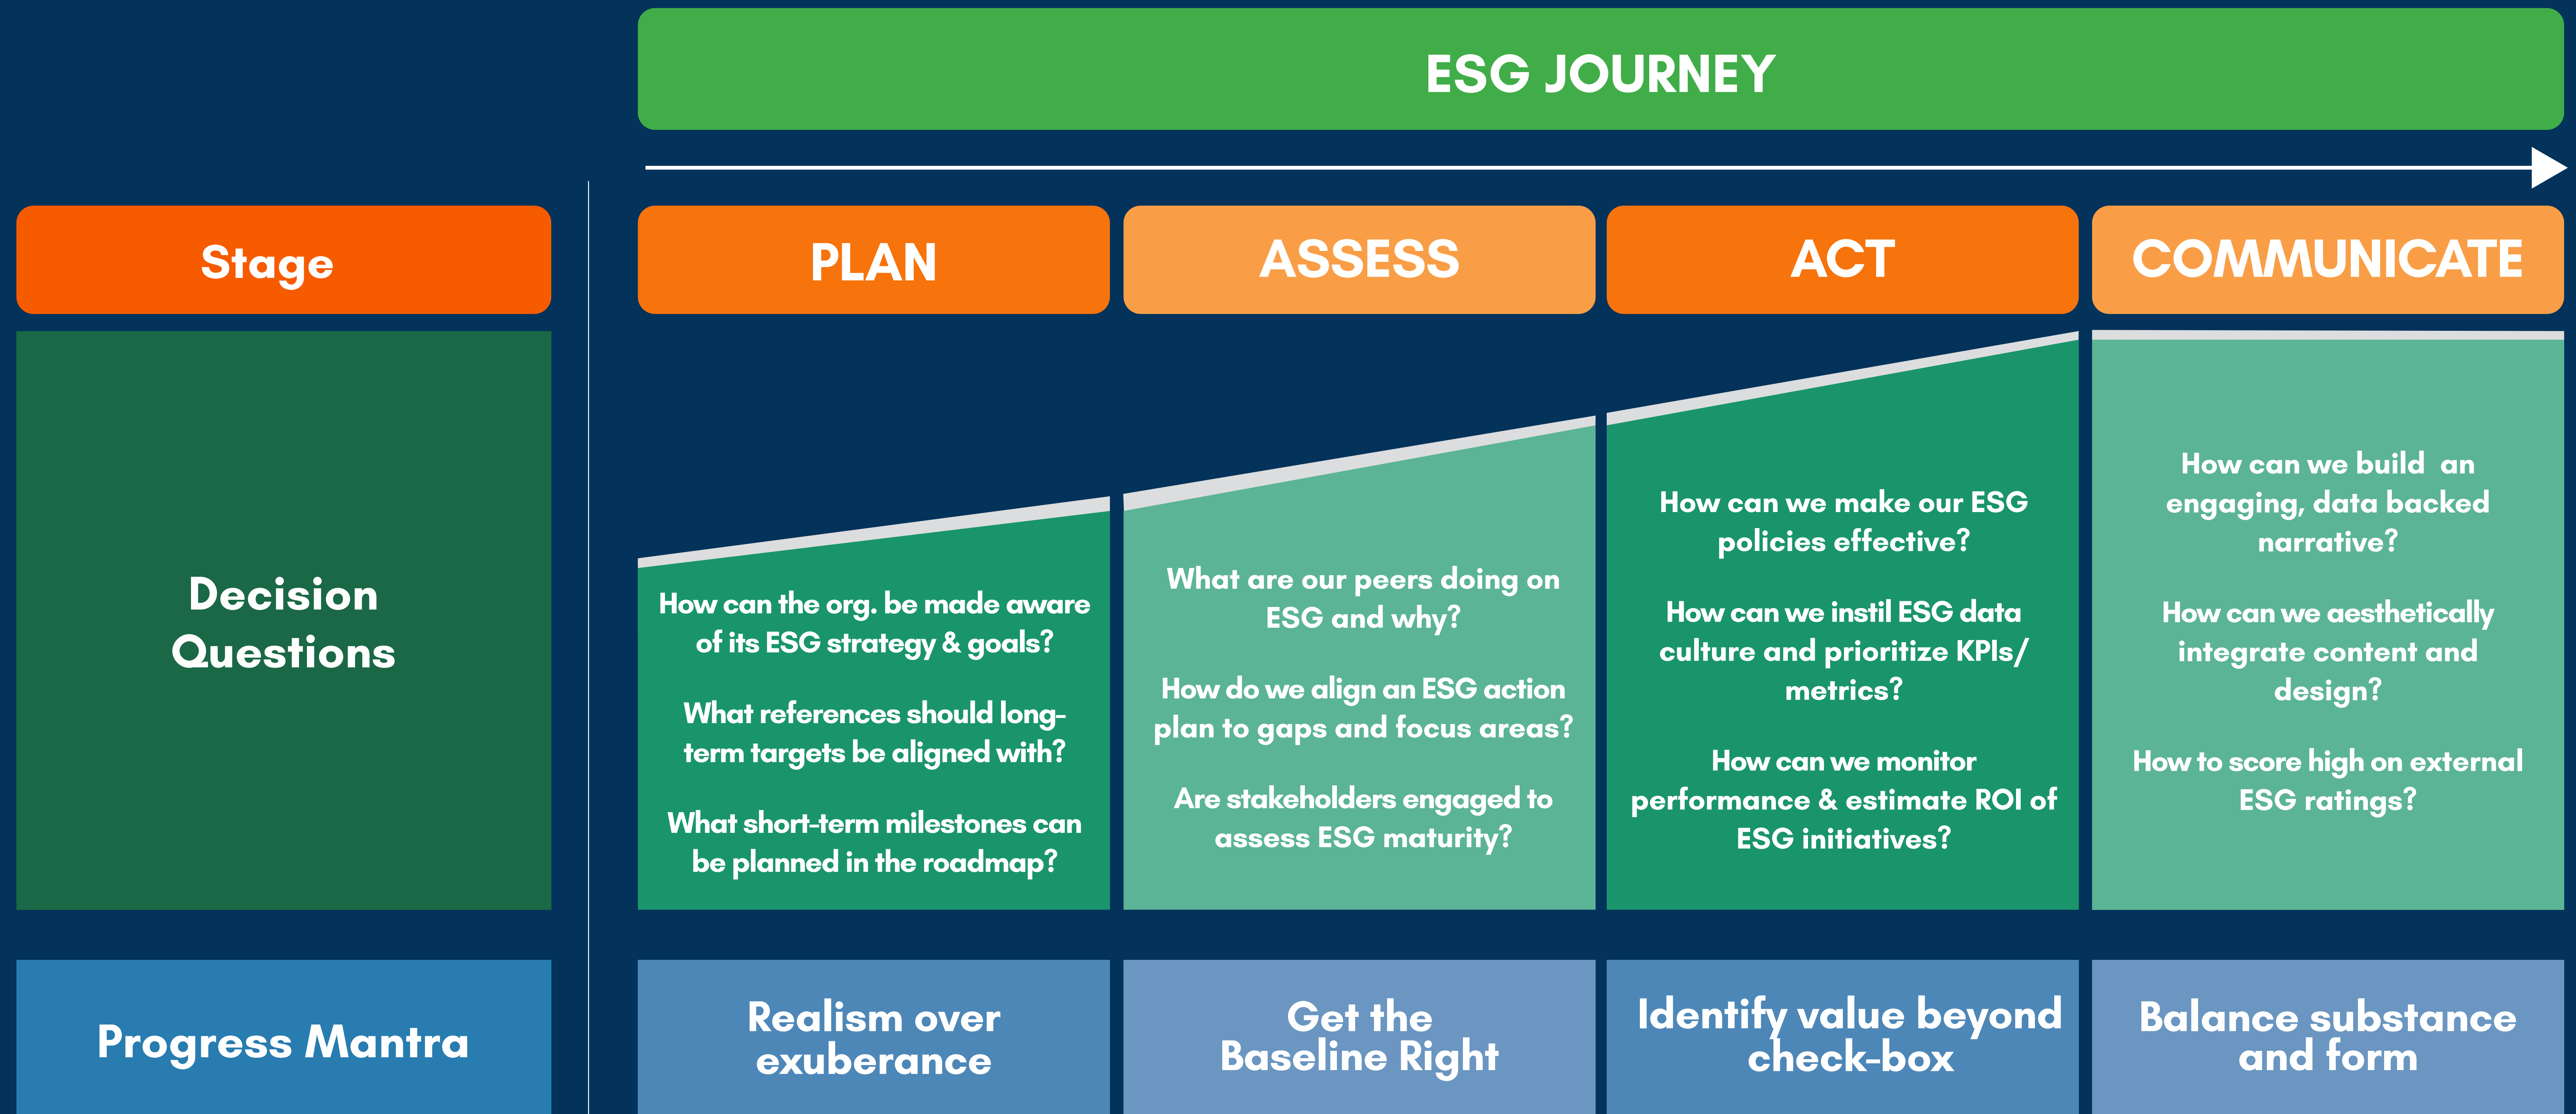 ESG JOURNEY
Stage
PLAN
ASSESS
ACT
COMMUNICATE
Decision
Questions
How can the org. be made aware
of its ESG strategy & goals?
What references should long-
term targets be aligned with?
What short-term milestones can
be planned in the roadmap?
What are our peers doing on
ESG and why?
How do we align an ESG action
plan to gaps and focus areas?
Are stakeholders engaged to
assess ESG maturity?
How can we make our ESG
policies effective?
How can we instil ESG data
culture and prioritize KPIs/
metrics?
How can we monitor
performance & estimate ROI of
ESG initiatives?
How can we build an
engaging, data backed
narrative?
How can we aesthetically
integrate content and
design?
How to score high on external
ESG ratings?
Progress Mantra
Realism over
exuberance
Get the
Baseline Right
Identify value beyond
check-box
Balance substance
and form